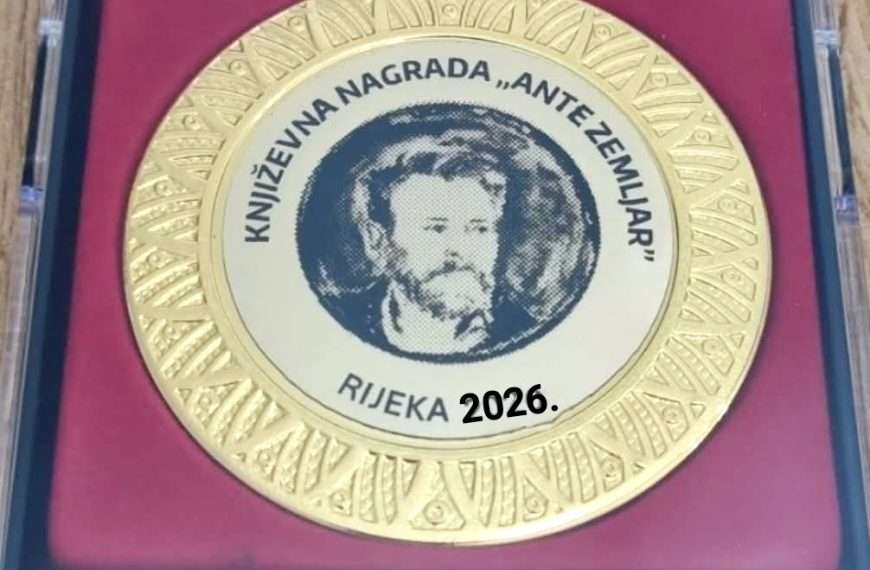 KNJIŽEVNA NAGRADA „ANTE ZEMLJAR”
RIJEKA 2026.